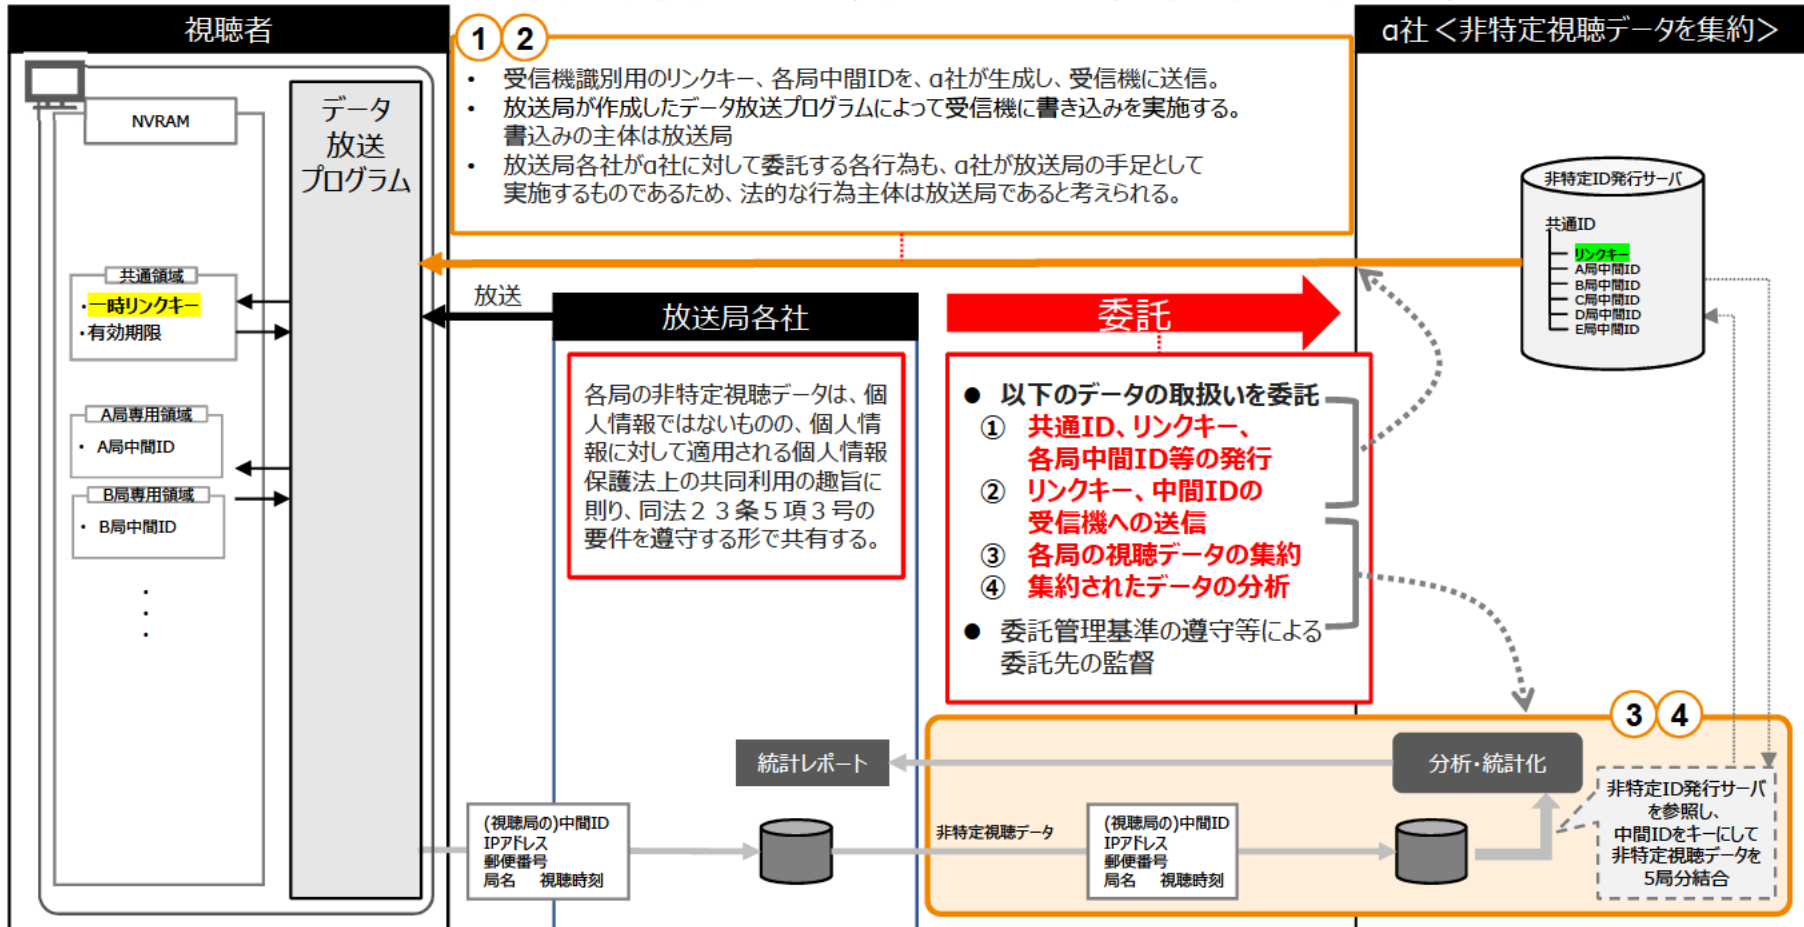 視聴者
NVRAM
データ
放送
プログラム
共通領域
・一時リンクキー
・有効期限
A局専用領域
・ A局中間ID
B局専用領域
・ B局中間ID
・
・
・
1 2
・ 受信機識別用のリンクキー、各局中間IDを、α社が生成し、受信機に送信。
・ 放送局が作成したデータ放送プログラムによって受信機に書き込みを実施する。
書込みの主体は放送局
・ 放送局各社がα社に対して委託する各行為も、α社が放送局の手足として
実施するものであるため、法的な行為主体は放送局であると考えられる。
放送
放送局各社
各局の非特定視聴データは、個
人情報ではないものの、個人情
報に対して適用される個人情報
保護法上の共同利用の趣旨に
則り、同法２３条５項３号の
要件を遵守する形で共有する。
委託
● 以下のデータの取扱いを委託
① 共通ID、リンクキー、
各局中間ID等の発行
② リンクキー、中間IDの
受信機への送信
③ 各局の視聴データの集約
④ 集約されたデータの分析
● 委託管理基準の遵守等による
委託先の監督
α社＜非特定視聴データを集約＞
非特定ID発行サーバ
共通ID
リンクキー
A局中間ID
B局中間ID
C局中間ID
D局中間ID
E局中間ID
3 4
統計レポート
分析・統計化
(視聴局の)中間ID
IPアドレス
郵便番号
局名 視聴時刻
非特定視聴データ
(視聴局の)中間ID
IPアドレス
郵便番号
局名 視聴時刻
非特定ID発行サーバ
を参照し、
中間IDをキーにして
非特定視聴データを
5局分結合